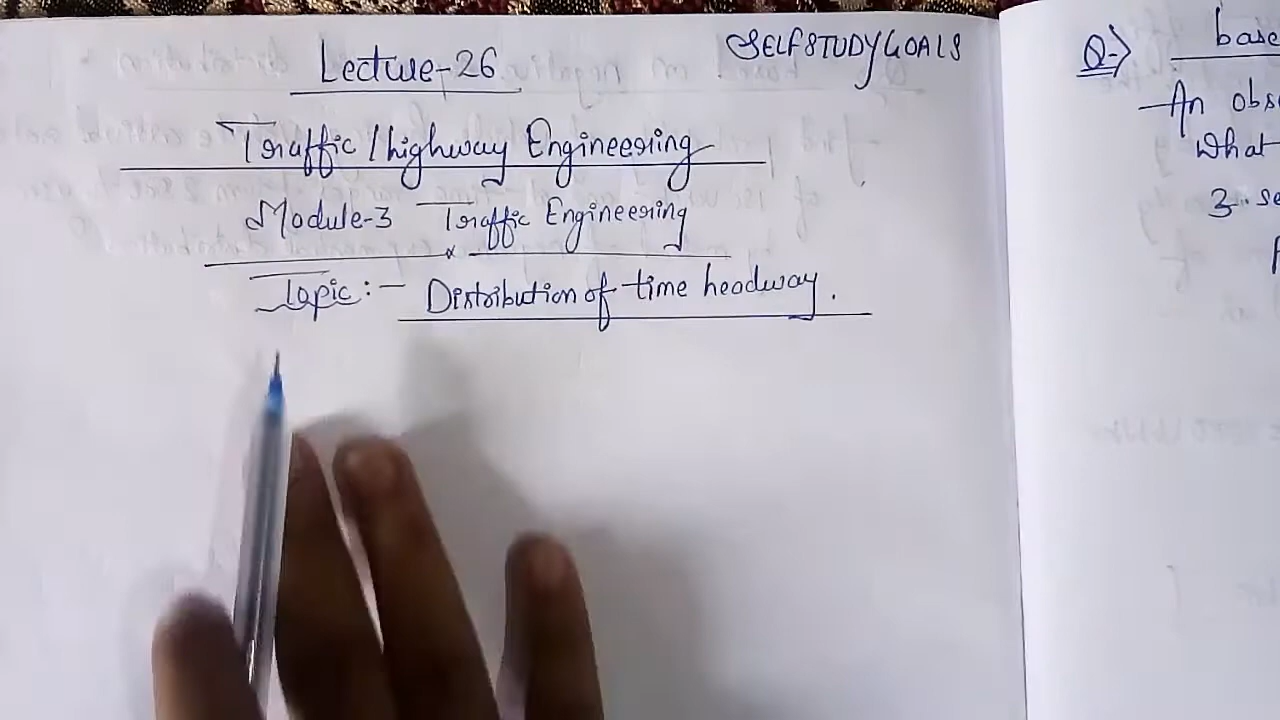 Lecture-26
SELFSTUDYGOALS
Traffic/highway Engineering
Module-3 Traffic Engineering
Topic:- Distribution of time headway.
Q-) base
- An obs
what
3 se